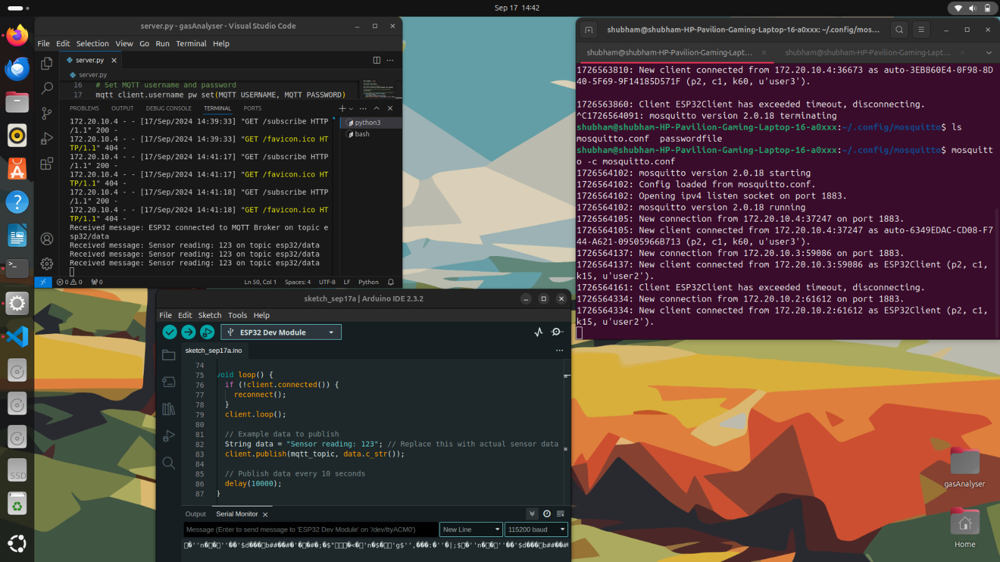 Sep 17 14:42
server.py - gasAnalyser - Visual Studio Code
File Edit Selection View Go Run Terminal Help
server.py
server.py
16 # Set MQTT username and password
17 mqtt_client.username_pw_set(MQTT_USERNAME, MQTT_PASSWORD)
PROBLEMS OUTPUT DEBUG CONSOLE TERMINAL PORTS
172.20.10.4 - - [17/Sep/2024 14:39:33] "GET /subscribe HTTP
/1.1" 200 -
172.20.10.4 - - [17/Sep/2024 14:39:33] "GET /favicon.ico HT
TP/1.1" 404 -
172.20.10.4 - - [17/Sep/2024 14:41:17] "GET /subscribe HTTP
/1.1" 200 -
172.20.10.4 - - [17/Sep/2024 14:41:17] "GET /favicon.ico HT
TP/1.1" 404 -
172.20.10.4 - - [17/Sep/2024 14:41:18] "GET /subscribe HTTP
/1.1" 200 -
172.20.10.4 - - [17/Sep/2024 14:41:18] "GET /favicon.ico HT
TP/1.1" 404 -
Received message: ESP32 connected to MQTT Broker on topic e
sp32/data
Received message: Sensor reading: 123 on topic esp32/data
Received message: Sensor reading: 123 on topic esp32/data
Received message: Sensor reading: 123 on topic esp32/data
python3
bash
0 0 0 Ln 50, Col 1 Spaces: 4 UTF-8 LF Python
shubham@shubham-HP-Pavilion-Gaming-Laptop-16-a0xxx: ~/.config/mos...
shubham@shubham-HP-Pavilion-Gaming-Lapt... shubham@shubham-HP-Pavilion-Gaming-Lapt...
1726563810: New client connected from 172.20.10.4:36673 as auto-3EB860E4-0F98-8D
40-5F69-9F14185D571F (p2, c1, k60, u'user3').
1726563860: Client ESP32Client has exceeded timeout, disconnecting.
^C1726564091: mosquitto version 2.0.18 terminating
shubham@shubham-HP-Pavilion-Gaming-Laptop-16-a0xxx:~/.config/mosquitto$ ls
mosquitto.conf passwordfile
shubham@shubham-HP-Pavilion-Gaming-Laptop-16-a0xxx:~/.config/mosquitto$ mosquitt
o -c mosquitto.conf
1726564102: mosquitto version 2.0.18 starting
1726564102: Config loaded from mosquitto.conf.
1726564102: Opening ipv4 listen socket on port 1883.
1726564102: mosquitto version 2.0.18 running
1726564105: New connection from 172.20.10.4:37247 on port 1883.
1726564105: New client connected from 172.20.10.4:37247 as auto-6349EDAC-CD08-F7
44-A621-09505966B713 (p2, c1, k60, u'user3').
1726564137: New connection from 172.20.10.3:59086 on port 1883.
1726564137: New client connected from 172.20.10.3:59086 as ESP32Client (p2, c1,
k15, u'user2').
1726564161: Client ESP32Client has exceeded timeout, disconnecting.
1726564334: New connection from 172.20.10.2:61612 on port 1883.
1726564334: New client connected from 172.20.10.2:61612 as ESP32Client (p2, c1,
k15, u'user2').
sketch_sep17a | Arduino IDE 2.3.2
File Edit Sketch Tools Help
ESP32 Dev Module
sketch_sep17a.ino
74
75 void loop() {
76 if (!client.connected()) {
77 reconnect();
78 }
79 client.loop();
80
81 // Example data to publish
82 String data = "Sensor reading: 123"; // Replace this with actual sensor data
83 client.publish(mqtt_topic, data.c_str());
84
85 // Publish data every 10 seconds
86 delay(10000);
87 }
Output Serial Monitor
Message (Enter to send message to 'ESP32 Dev Module' on '/dev/ttyACM0') New Line 115200 baud
SSD
gasAnalyser
Home